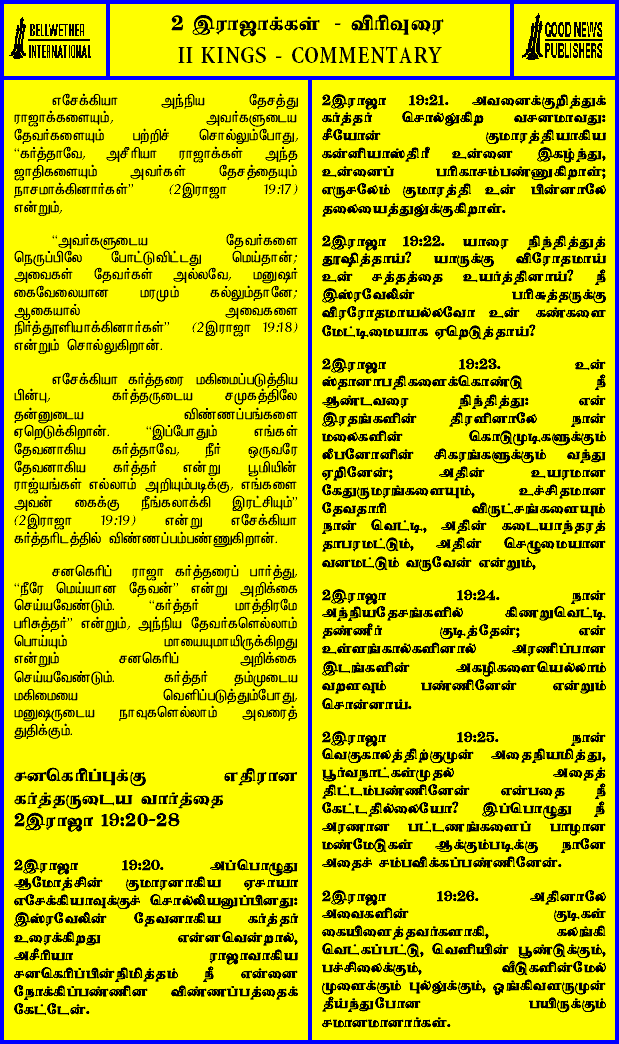 BELLWETHER
INTERNATIONAL
2 இராஜாக்கள் - விரிவுரை
II KINGS - COMMENTARY
GOOD NEWS
PUBLISHERS
எசேக்கியா அந்நிய தேசத்து
ராஜாக்களையும், அவர்களுடைய
தேவர்களையும் பற்றிச் சொல்லும்போது,
“கர்த்தாவே, அசீரியா ராஜாக்கள் அந்த
ஜாதிகளையும் அவர்கள் தேசத்தையும்
நாசமாக்கினார்கள்” (2இராஜா 19:17)
என்றும்,
“அவர்களுடைய தேவர்களை
நெருப்பிலே போட்டுவிட்டது மெய்தான்;
அவைகள் தேவர்கள் அல்லவே, மனுஷர்
கைவேலையான மரமும் கல்லும்தானே;
ஆகையால் அவைகளை
நிர்த்தூளியாக்கினார்கள்” (2இராஜா 19:18)
என்றும் சொல்லுகிறான்.
எசேக்கியா கர்த்தரை மகிமைப்படுத்திய
பின்பு, கர்த்தருடைய சமுகத்திலே
தன்னுடைய விண்ணப்பங்களை
ஏறெடுக்கிறான். “இப்போதும் எங்கள்
தேவனாகிய கர்த்தாவே, நீர் ஒருவரே
தேவனாகிய கர்த்தர் என்று பூமியின்
ராஜ்யங்கள் எல்லாம் அறியும்படிக்கு, எங்களை
அவன் கைக்கு நீங்கலாக்கி இரட்சியும்”
(2இராஜா 19:19) என்று எசேக்கியா
கர்த்தரிடத்தில் விண்ணப்பம்பண்ணுகிறான்.
சனகெரிப் ராஜா கர்த்தரைப் பார்த்து,
“நீரே மெய்யான தேவன்” என்று அறிக்கை
செய்யவேண்டும். “கர்த்தர் மாத்திரமே
பரிசுத்தர்” என்றும், அந்நிய தேவர்களெல்லாம்
பொய்யும் மாயையுமாயிருக்கிறது
என்றும் சனகெரிப் அறிக்கை
செய்யவேண்டும். கர்த்தர் தம்முடைய
மகிமையை வெளிப்படுத்தும்போது,
மனுஷருடைய நாவுகளெல்லாம் அவரைத்
துதிக்கும்.
சனகெரிப்புக்கு எதிரான
கர்த்தருடைய வார்த்தை
2இராஜா 19:20-28
2இராஜா 19:20. அப்பொழுது
ஆமோத்சின் குமாரனாகிய ஏசாயா
எசேக்கியாவுக்குச் சொல்லியனுப்பினது:
இஸ்ரவேலின் தேவனாகிய கர்த்தர்
உரைக்கிறது என்னவென்றால்,
அசீரியா ராஜாவாகிய
சனகெரிப்பினிமித்தம் நீ என்னை
நோக்கிப்பண்ணின விண்ணப்பத்தைக்
கேட்டேன்.
2இராஜா 19:21. அவனைக்குறித்துக்
கர்த்தர் சொல்லுகிற வசனமாவது:
சீயோன் குமாரத்தியாகிய
கன்னியாஸ்திரீ உன்னை இகழ்ந்து,
உன்னைப் பரிகாசம்பண்ணுகிறாள்;
எருசலேம் குமாரத்தி உன் பின்னாலே
தலையைத்துலுக்குகிறாள்.
2இராஜா 19:22. யாரை நிந்தித்துத்
தூஷித்தாய்? யாருக்கு விரோதமாய்
உன் சத்தத்தை உயர்த்தினாய்? நீ
இஸ்ரவேலின் பரிசுத்தருக்கு
விரரோதமாயல்லவோ உன் கண்களை
மேட்டிமையாக ஏறெடுத்தாய்?
2இராஜா 19:23. உன்
ஸ்தானாபதிகளைக்கொண்டு நீ
ஆண்டவரை நிந்தித்து: என்
இரதங்களின் திரளினாலே நான்
மலைகளின் கொடுமுடிகளுக்கும்
லீபனோனின் சிகரங்களுக்கும் வந்து
ஏறினேன்; அதின் உயரமான
கேதுருமரங்களையும், உச்சிதமான
தேவதாரி விருட்சங்களையும்
நான் வெட்டி, அதின் கடையாந்தரத்
தாபரமட்டும், அதின் செழுமையான
வனமட்டும் வருவேன் என்றும்,
2இராஜா 19:24. நான்
அந்நியதேசங்களில் கிணறுவெட்டி
தண்ணீர் குடித்தேன்; என்
உள்ளங்கால்களினால் அரணிப்பான
இடங்களின் அகழிகளையெல்லாம்
வறளவும் பண்ணினேன் என்றும்
சொன்னாய்.
2இராஜா 19:25. நான்
வெகுகாலத்திற்குமுன் அதைநியமித்து,
பூர்வநாட்கள்முதல் அதைத்
திட்டம்பண்ணினேன் என்பதை நீ
கேட்டதில்லையோ? இப்பொழுது நீ
அரணான பட்டணங்களைப் பாழான
மண்மேடுகள் ஆக்கும்படிக்கு நானே
அதைச் சம்பவிக்கப்பண்ணினேன்.
2இராஜா 19:26. அதினாலே
அவைகளின் குடிகள்
கையிளைத்தவர்களாகி, கலங்கி
வெட்கப்பட்டு, வெளியின் பூண்டுக்கும்,
பச்சிலைக்கும், வீடுகளின்மேல்
முளைக்கும் புல்லுக்கும், ஓங்கிவளருமுன்
தீய்ந்துபோன பயிருக்கும்
சமானமானார்கள்.